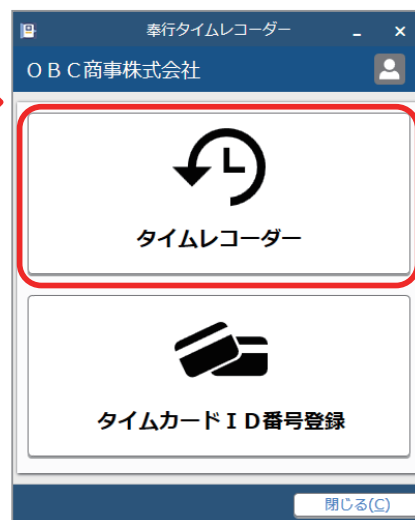 奉行タイムレコーダー
ＯＢＣ商事株式会社
タイムレコーダー
タイムカードＩＤ番号登録
閉じる(C)